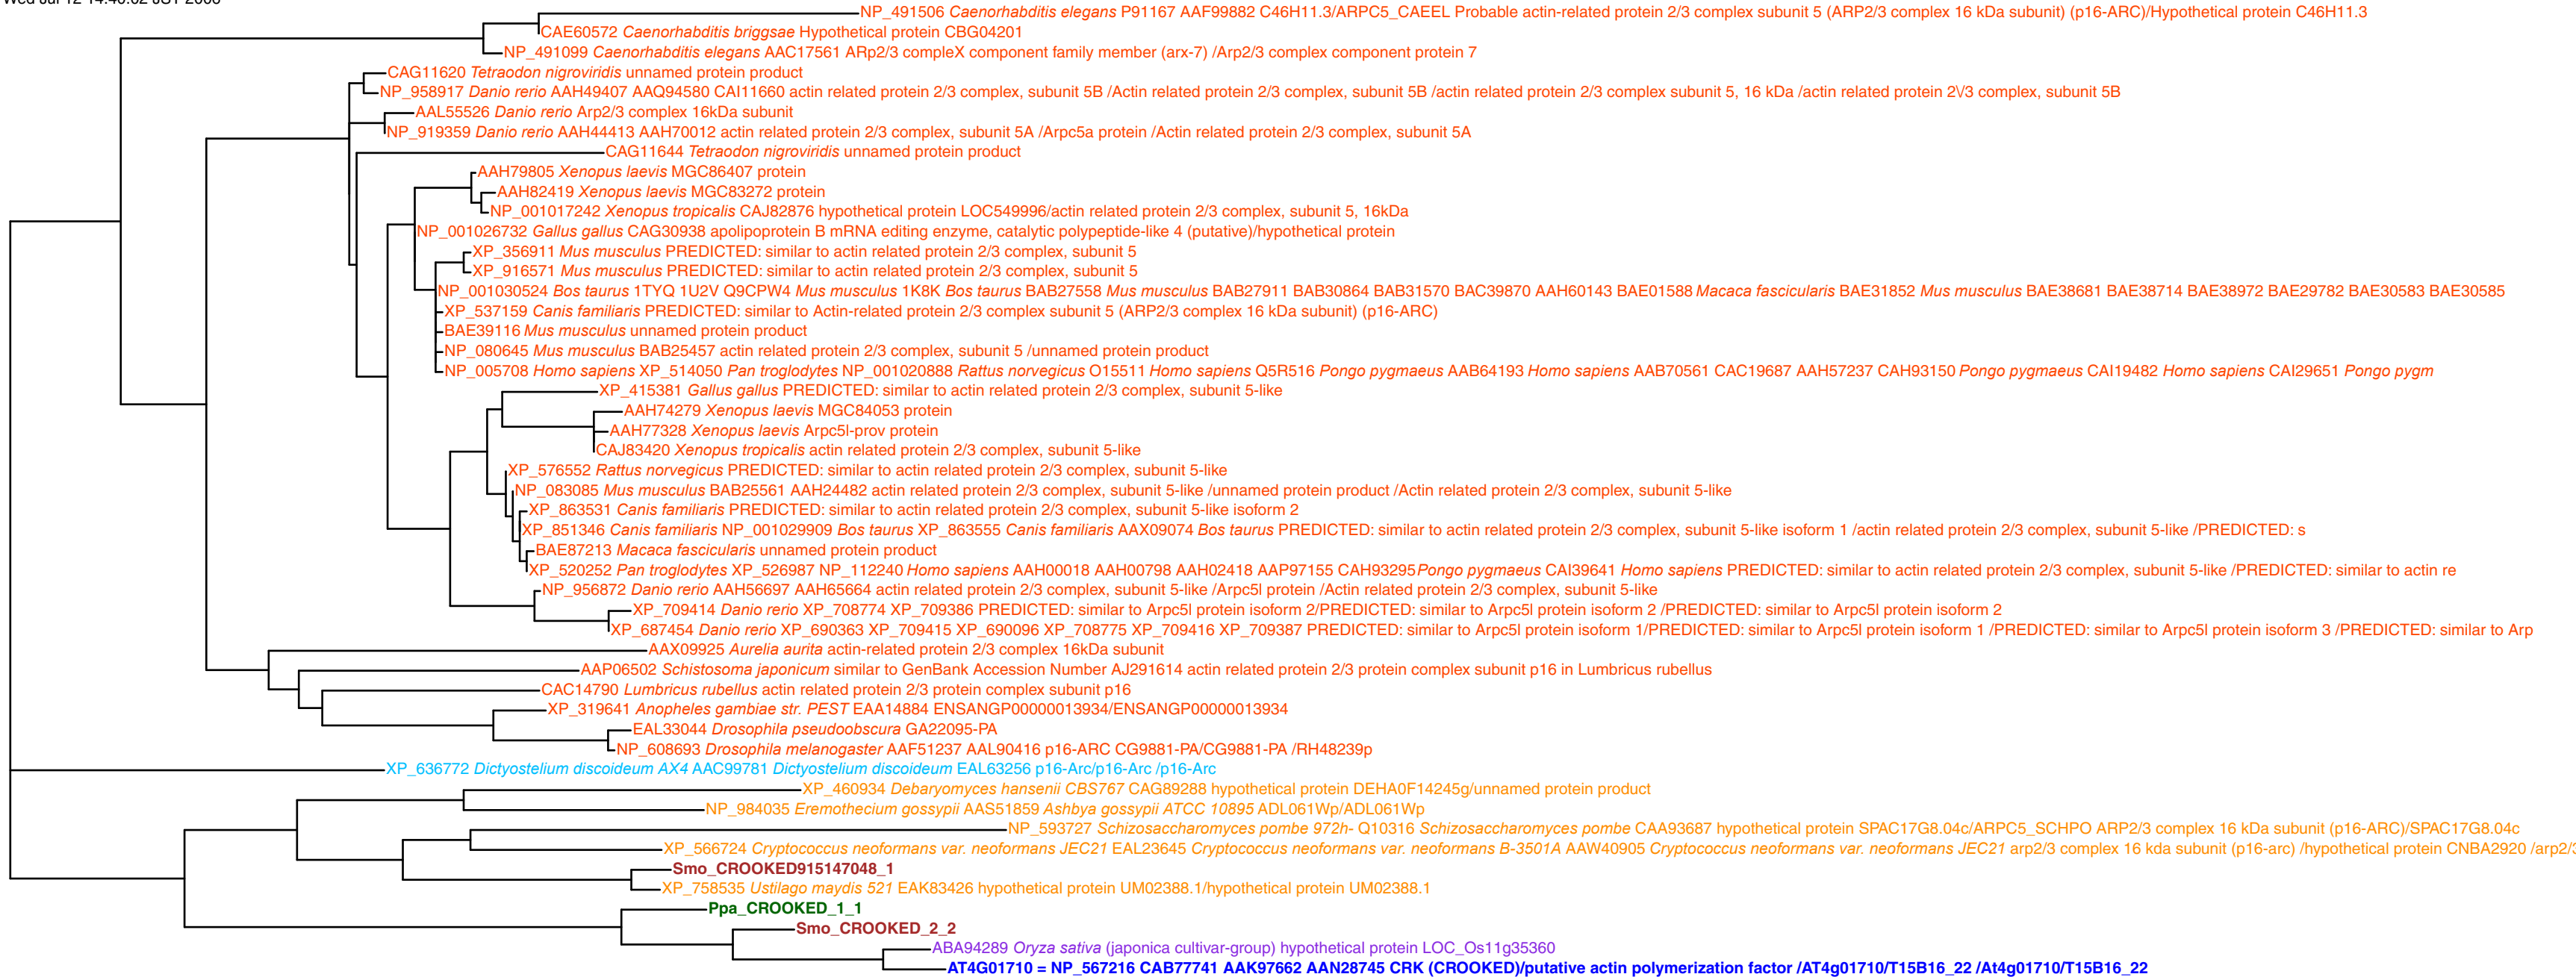 NP_491506 Caenorhabditis elegans P91167 AAF99882 C46H11.3/ARPC5_CAEEL Probable actin-related protein 2/3 complex subunit 5 (ARP2/3 complex 16 kDa subunit) (p16-ARC)/Hypothetical protein C46H11.3
CAE60572 Caenorhabditis briggsae Hypothetical protein CBG04201
NP_491099 Caenorhabditis elegans AAC17561 ARp2/3 compleX component family member (arx-7) /Arp2/3 complex component protein 7
CAG11620 Tetraodon nigroviridis unnamed protein product
NP_958917 Danio rerio AAH49407 AAQ94580 CAI11660 actin related protein 2/3 complex, subunit 5B /Actin related protein 2/3 complex, subunit 5B /actin related protein 2/3 complex subunit 5, 16 kDa /actin related protein 2\/3 complex, subunit 5B
AAL55526 Danio rerio Arp2/3 complex 16kDa subunit
NP_919359 Danio rerio AAH44413 AAH70012 actin related protein 2/3 complex, subunit 5A /Arpc5a protein /Actin related protein 2/3 complex, subunit 5A
CAG11644 Tetraodon nigroviridis unnamed protein product
AAH79805 Xenopus laevis MGC86407 protein
AAH82419 Xenopus laevis MGC83272 protein
NP_001017242 Xenopus tropicalis CAJ82876 hypothetical protein LOC549996/actin related protein 2/3 complex, subunit 5, 16kDa
NP_001026732 Gallus gallus CAG30938 apolipoprotein B mRNA editing enzyme, catalytic polypeptide-like 4 (putative)/hypothetical protein
XP_356911 Mus musculus PREDICTED: similar to actin related protein 2/3 complex, subunit 5
XP_916571 Mus musculus PREDICTED: similar to actin related protein 2/3 complex, subunit 5
NP_001030524 Bos taurus 1TYQ 1U2V Q9CPW4 Mus musculus 1K8K Bos taurus BAB27558 Mus musculus BAB27911 BAB30864 BAB31570 BAC39870 AAH60143 BAE01588 Macaca fascicularis BAE31852 Mus musculus BAE38681 BAE38714 BAE38972 BAE29782 BAE30583 BAE30585
XP_537159 Canis familiaris PREDICTED: similar to Actin-related protein 2/3 complex subunit 5 (ARP2/3 complex 16 kDa subunit) (p16-ARC)
BAE39116 Mus musculus unnamed protein product
NP_080645 Mus musculus BAB25457 actin related protein 2/3 complex, subunit 5 /unnamed protein product
NP_005708 Homo sapiens XP_514050 Pan troglodytes NP_001020888 Rattus norvegicus O15511 Homo sapiens Q5R516 Pongo pygmaeus AAB64193 Homo sapiens AAB70561 CAC19687 AAH57237 CAH93150 Pongo pygmaeus CAI19482 Homo sapiens CAI29651 Pongo pygm
XP_415381 Gallus gallus PREDICTED: similar to actin related protein 2/3 complex, subunit 5-like
AAH74279 Xenopus laevis MGC84053 protein
AAH77328 Xenopus laevis Arpc5l-prov protein
CAJ83420 Xenopus tropicalis actin related protein 2/3 complex, subunit 5-like
XP_576552 Rattus norvegicus PREDICTED: similar to actin related protein 2/3 complex, subunit 5-like
NP_083085 Mus musculus BAB25561 AAH24482 actin related protein 2/3 complex, subunit 5-like /unnamed protein product /Actin related protein 2/3 complex, subunit 5-like
XP_863531 Canis familiaris PREDICTED: similar to actin related protein 2/3 complex, subunit 5-like isoform 2
XP_851346 Canis familiaris NP_001029909 Bos taurus XP_863555 Canis familiaris AAX09074 Bos taurus PREDICTED: similar to actin related protein 2/3 complex, subunit 5-like isoform 1 /actin related protein 2/3 complex, subunit 5-like /PREDICTED: s
BAE87213 Macaca fascicularis unnamed protein product
XP_520252 Pan troglodytes XP_526987 NP_112240 Homo sapiens AAH00018 AAH00798 AAH02418 AAP97155 CAH93295 Pongo pygmaeus CAI39641 Homo sapiens PREDICTED: similar to actin related protein 2/3 complex, subunit 5-like /PREDICTED: similar to actin re
NP_956872 Danio rerio AAH56697 AAH65664 actin related protein 2/3 complex, subunit 5-like /Arpc5l protein /Actin related protein 2/3 complex, subunit 5-like
XP_709414 Danio rerio XP_708774 XP_709386 PREDICTED: similar to Arpc5l protein isoform 2/PREDICTED: similar to Arpc5l protein isoform 2 /PREDICTED: similar to Arpc5l protein isoform 2
XP_687454 Danio rerio XP_690363 XP_709415 XP_690096 XP_708775 XP_709416 XP_709387 PREDICTED: similar to Arpc5l protein isoform 1/PREDICTED: similar to Arpc5l protein isoform 1 /PREDICTED: similar to Arpc5l protein isoform 3 /PREDICTED: similar to Arp
AAX09925 Aurelia aurita actin-related protein 2/3 complex 16kDa subunit
AAP06502 Schistosoma japonicum similar to GenBank Accession Number AJ291614 actin related protein 2/3 protein complex subunit p16 in Lumbricus rubellus
CAC14790 Lumbricus rubellus actin related protein 2/3 protein complex subunit p16
XP_319641 Anopheles gambiae str. PEST EAA14884 ENSANGP00000013934/ENSANGP00000013934
EAL33044 Drosophila pseudoobscura GA22095-PA
NP_608693 Drosophila melanogaster AAF51237 AAL90416 p16-ARC CG9881-PA/CG9881-PA /RH48239p
XP_636772 Dictyostelium discoideum AX4 AAC99781 Dictyostelium discoideum EAL63256 p16-Arc/p16-Arc /p16-Arc
XP_460934 Debaryomyces hansenii CBS767 CAG89288 hypothetical protein DEHA0F14245g/unnamed protein product
NP_984035 Eremothecium gossypii AAS51859 Ashbya gossypii ATCC 10895 ADL061Wp/ADL061Wp
NP_593727 Schizosaccharomyces pombe 972h- Q10316 Schizosaccharomyces pombe CAA93687 hypothetical protein SPAC17G8.04c/ARPC5_SCHPO ARP2/3 complex 16 kDa subunit (p16-ARC)/SPAC17G8.04c
XP_566724 Cryptococcus neoformans var. neoformans JEC21 EAL23645 Cryptococcus neoformans var. neoformans B-3501A AAW40905 Cryptococcus neoformans var. neoformans JEC21 arp2/3 complex 16 kda subunit (p16-arc) /hypothetical protein CNBA2920 /arp2/3
Smo_CROOKED915147048_1
XP_758535 Ustilago maydis 521 EAK83426 hypothetical protein UM02388.1/hypothetical protein UM02388.1
Ppa_CROOKED_1_1
Smo_CROOKED_2_2
ABA94289 Oryza sativa (japonica cultivar-group) hypothetical protein LOC_Os11g35360
AT4G01710 = NP_567216 CAB77741 AAK97662 AAN28745 CRK (CROOKED)/putative actin polymerization factor /AT4g01710/T15B16_22 /At4g01710/T15B16_22